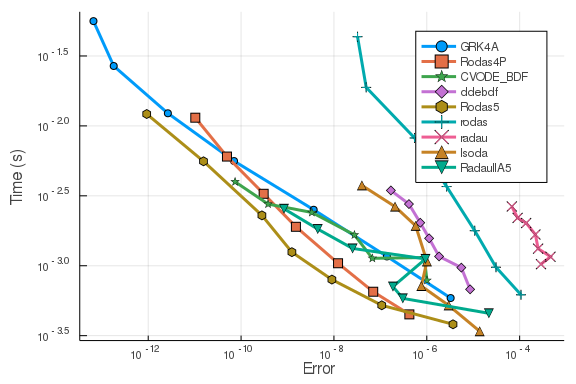 10^-1.5
10^-2.0
10^-2.5
10^-3.0
10^-3.5
Time (s)
GRK4A
Rodas4P
CVODE_BDF
ddebdf
Rodas5
rodas
radau
lsoda
RadauIIA5
10^-12
10^-10
10^-8
10^-6
10^-4
Error